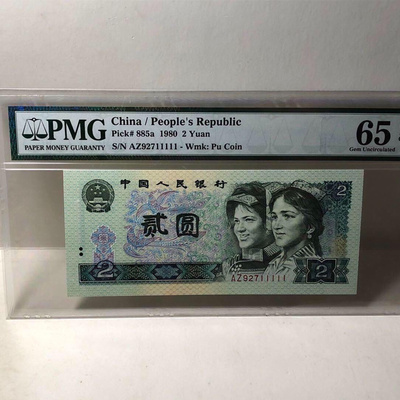 PMG
PAPER MONEY GUARANTY
China / People's Republic
Pick# 885a 1980 2 Yuan
S/N AZ92711111 - Wmk: Pu Coin
65
Gem Uncirculated
中国人民银行
2
贰圆
2
2
AZ92711111